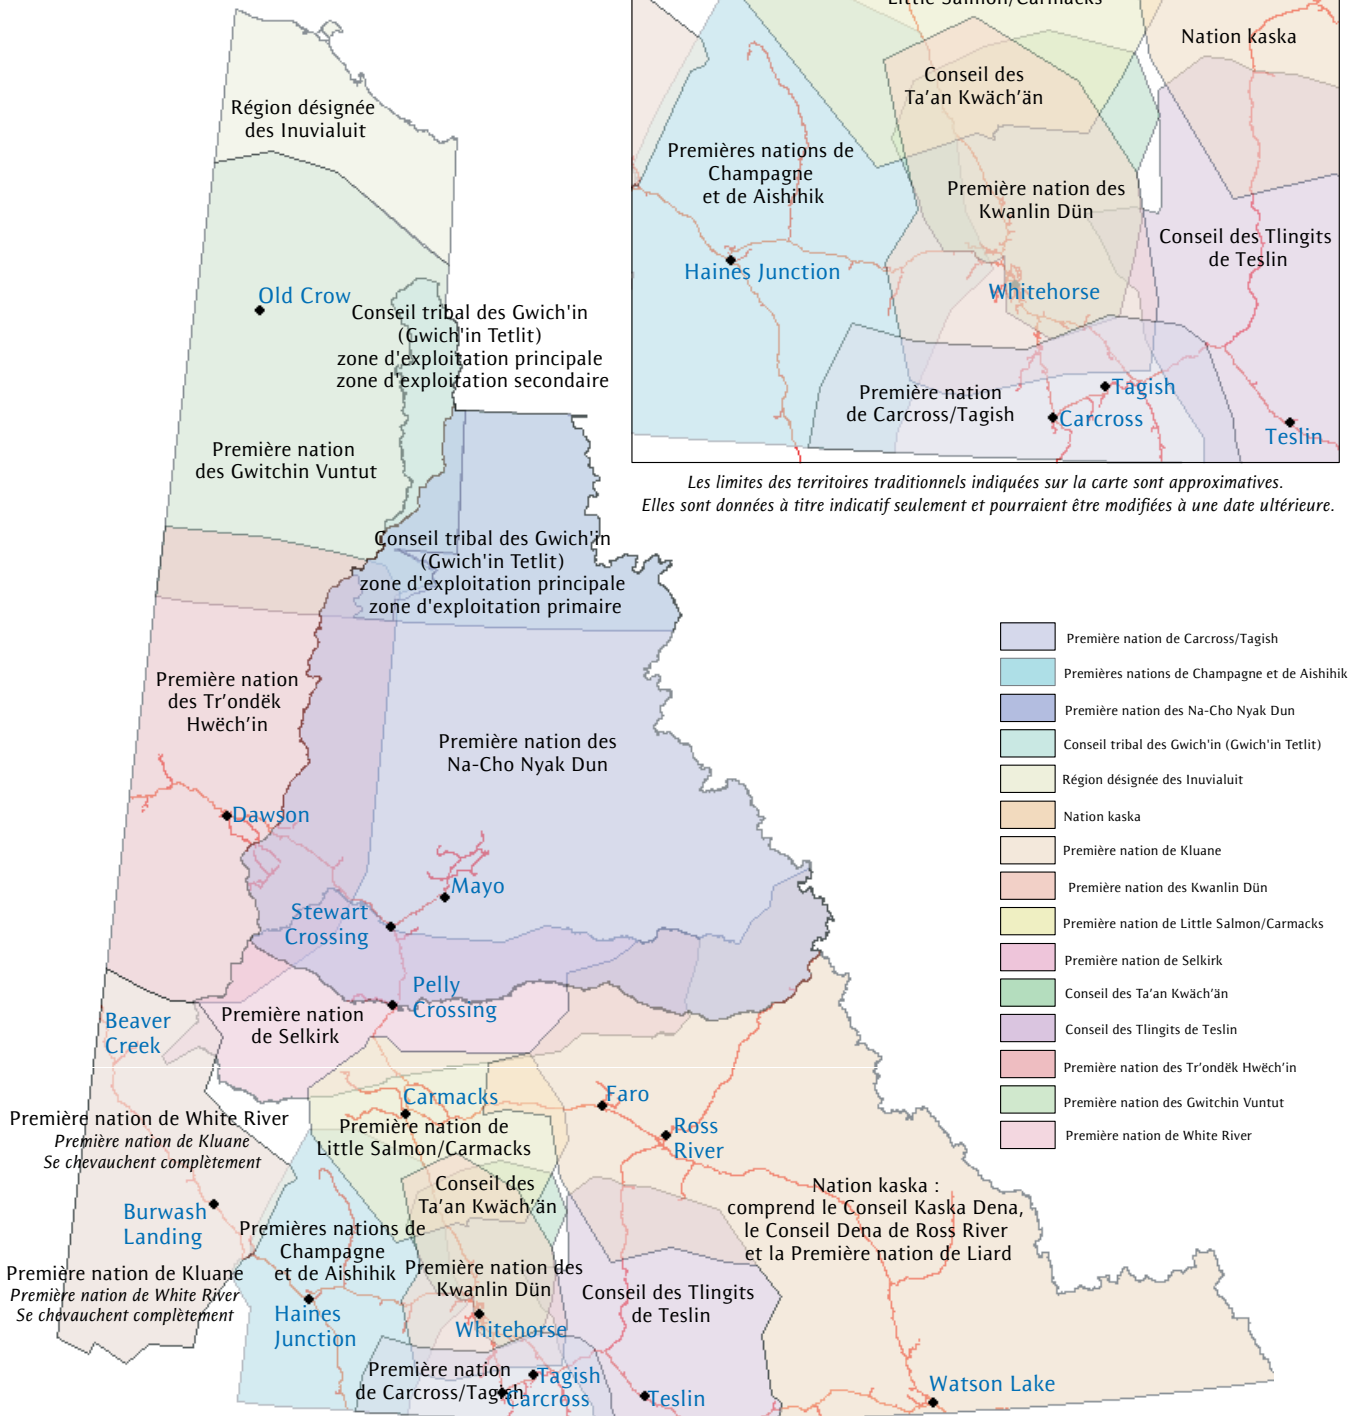 Région désignée
des Inuvialuit
Old Crow
Conseil tribal des Gwich'in
(Gwich'in Tetlit)
zone d'exploitation principale
zone d'exploitation secondaire
Première nation
des Gwitchin Vuntut
Conseil tribal des Gwich'in
(Gwich'in Tetlit)
zone d'exploitation principale
zone d'exploitation primaire
Première nation
des Tr'ondëk
Hwëch'in
Première nation des
Na-Cho Nyak Dun
Dawson
Mayo
Stewart
Crossing
Pelly
Crossing
Première nation
de Selkirk
Beaver
Creek
Première nation de White River
Première nation de Kluane
Se chevauchent complètement
Carmacks
Première nation de
Little Salmon/Carmacks
Faro
Ross
River
Conseil des
Ta'an Kwäch'än
Nation kaska :
comprend le Conseil Kaska Dena,
le Conseil Dena de Ross River
et la Première nation de Liard
Burwash
Landing
Premières nations de
Champagne
et de Aishihik
Première nation de Kluane
Première nation de White River
Se chevauchent complètement
Première nation des
Kwanlin Dün
Conseil des Tlingits
de Teslin
Haines
Junction
Whitehorse
Première nation
de Carcross/Tagish
Tagish
Carcross
Teslin
Watson Lake
Little Salmon/Carmacks
Nation kaska
Conseil des
Ta'an Kwäch'än
Premières nations de
Champagne
et de Aishihik
Première nation des
Kwanlin Dün
Conseil des Tlingits
de Teslin
Haines Junction
Whitehorse
Première nation
de Carcross/Tagish
Tagish
Carcross
Teslin
Les limites des territoires traditionnels indiquées sur la carte sont approximatives.
Elles sont données à titre indicatif seulement et pourraient être modifiées à une date ultérieure.
Première nation de Carcross/Tagish
Premières nations de Champagne et de Aishihik
Première nation des Na-Cho Nyak Dun
Conseil tribal des Gwich'in (Gwich'in Tetlit)
Région désignée des Inuvialuit
Nation kaska
Première nation de Kluane
Première nation des Kwanlin Dün
Première nation de Little Salmon/Carmacks
Première nation de Selkirk
Conseil des Ta'an Kwäch'än
Conseil des Tlingits de Teslin
Première nation des Tr'ondëk Hwëch'in
Première nation des Gwitchin Vuntut
Première nation de White River